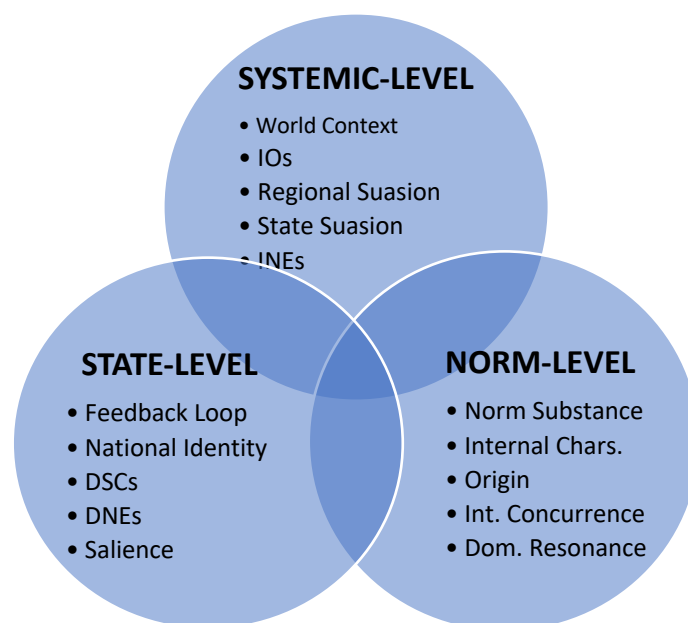 SYSTEMIC-LEVEL
• World Context
• IOs
• Regional Suasion
• State Suasion
• INEs
STATE-LEVEL
• Feedback Loop
• National Identity
• DSCs
• DNEs
• Salience
NORM-LEVEL
• Norm Substance
• Internal Chars.
• Origin
• Int. Concurrence
• Dom. Resonance